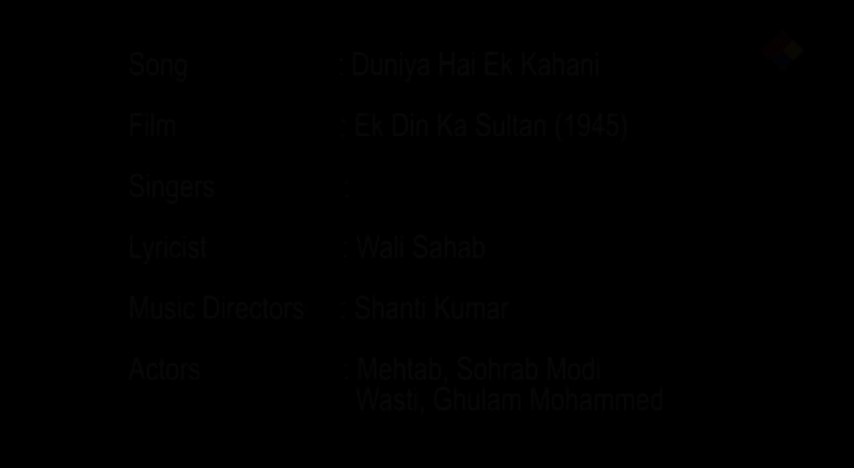 Song : Duniya Hai Ek Kahani
Film : Ek Din Ka Sultan (1945)
Singers :
Lyricist : Wali Sahab
Music Directors : Shanti Kumar
Actors : Mehtab, Sohrab Modi
Wasti, Ghulam Mohammed